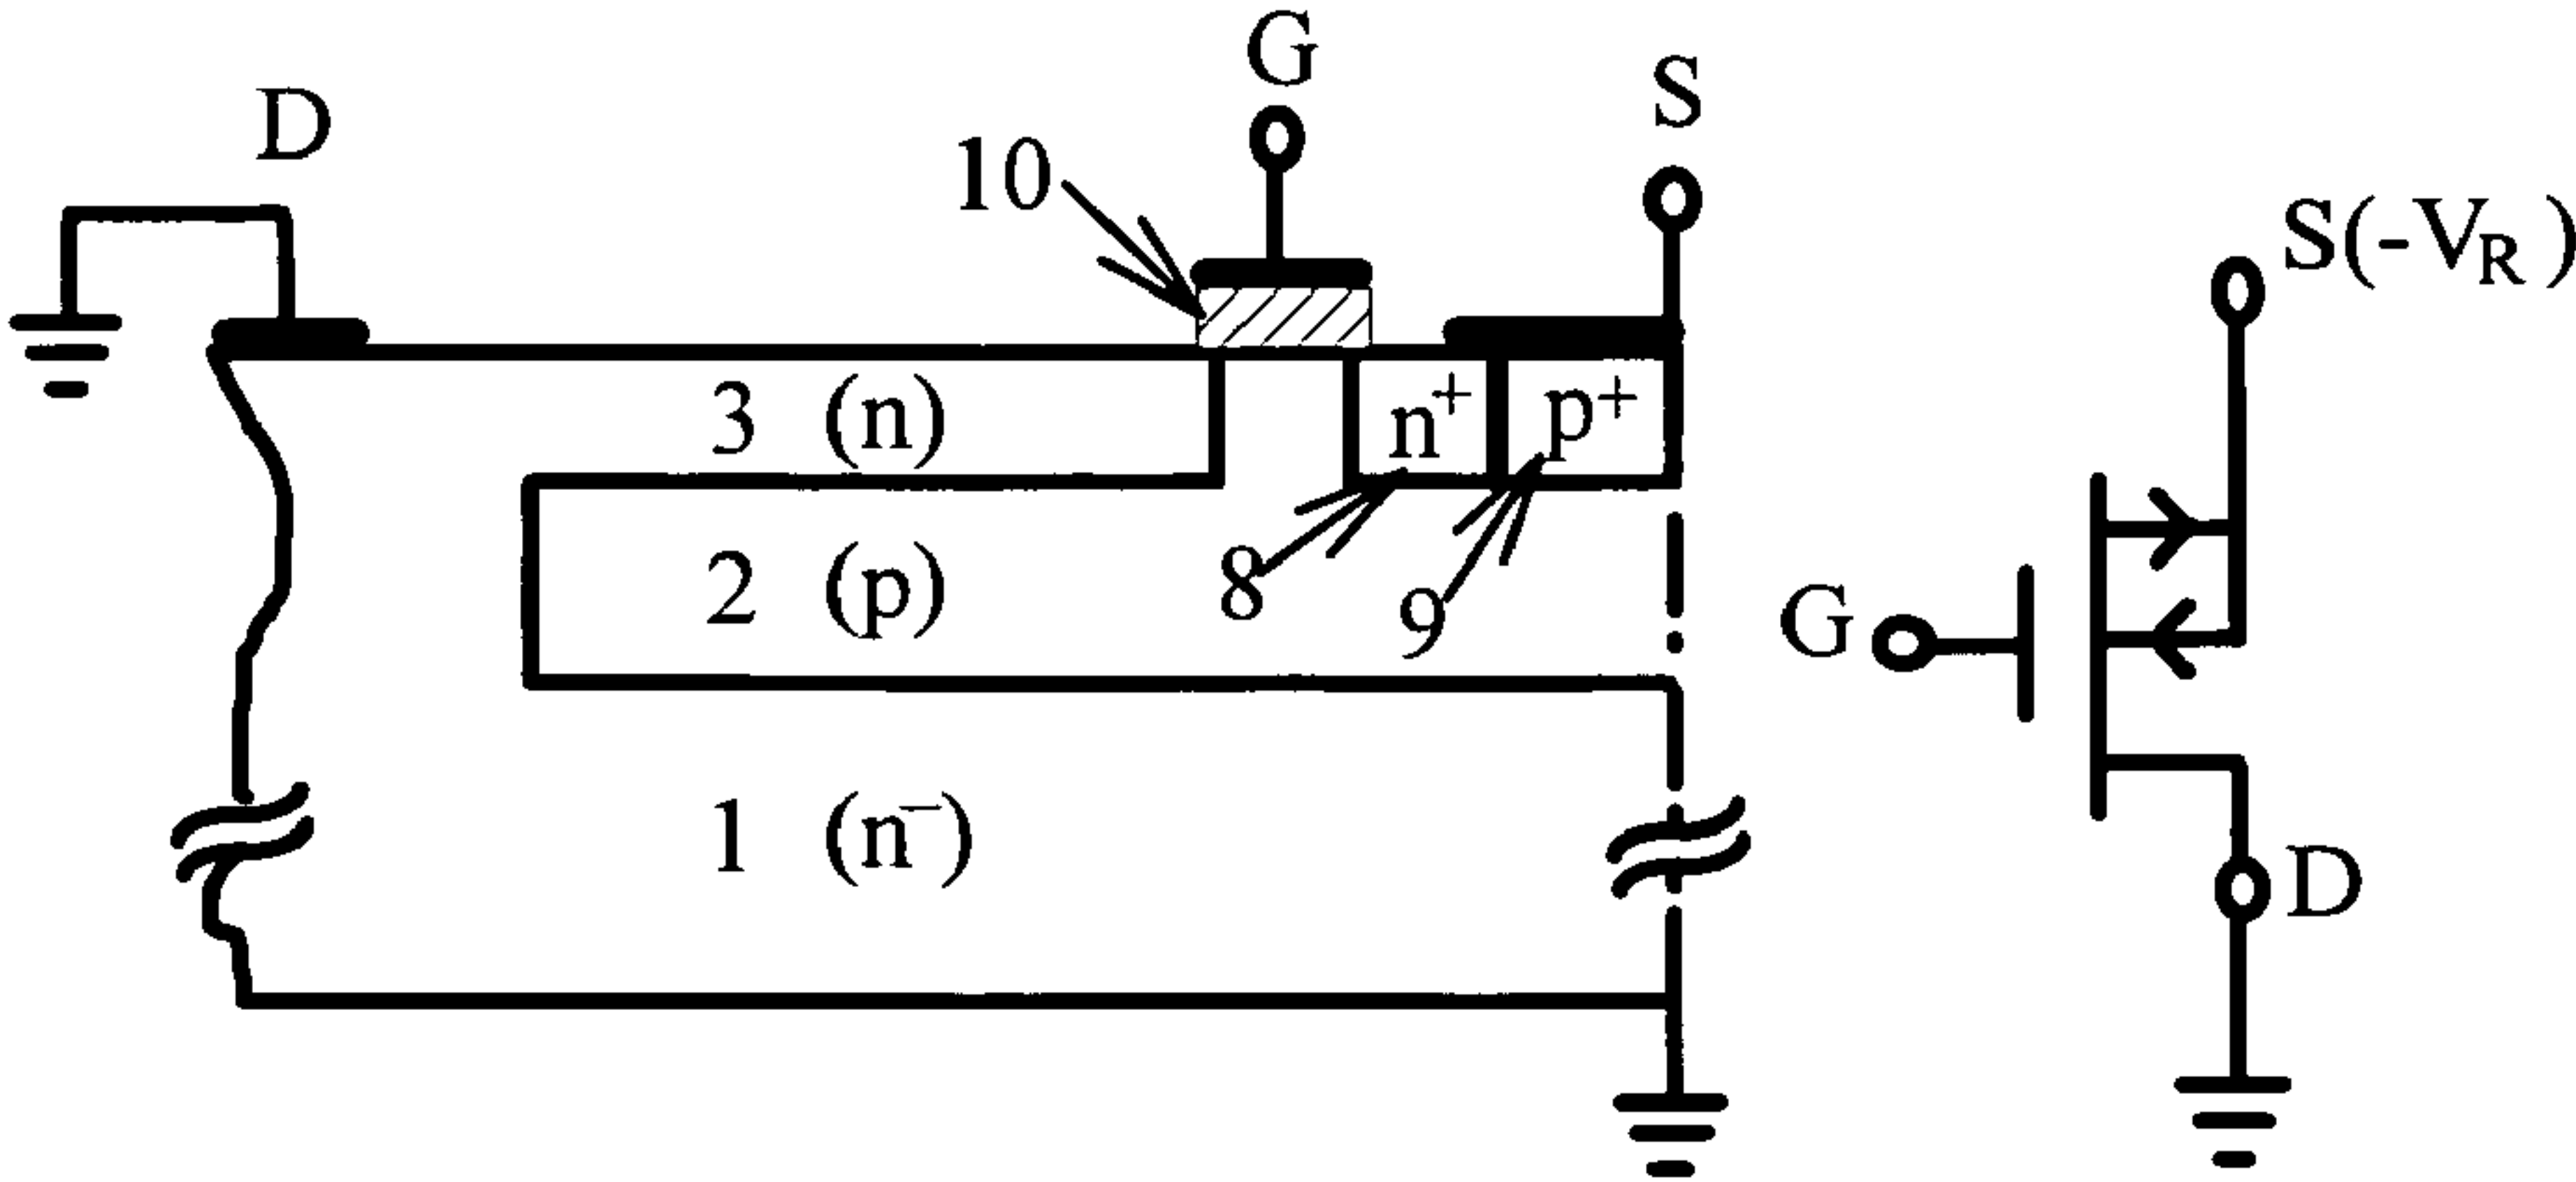 G
D
S
10
S(-V_R)
3 (n)
n⁺
p⁺
2 (p)
8
9
G
1 (n⁻)
D